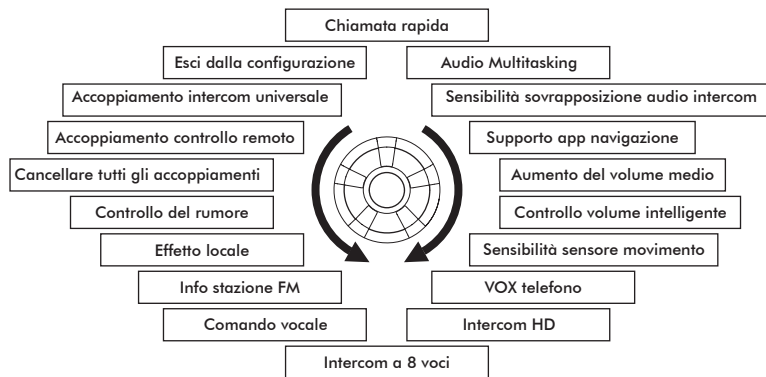 Chiamata rapida
Esci dalla configurazione
Audio Multitasking
Accoppiamento intercom universale
Sensibilità sovrapposizione audio intercom
Accoppiamento controllo remoto
Supporto app navigazione
Cancellare tutti gli accoppiamenti
Aumento del volume medio
Controllo del rumore
Controllo volume intelligente
Effetto locale
Sensibilità sensore movimento
Info stazione FM
VOX telefono
Comando vocale
Intercom HD
Intercom a 8 voci